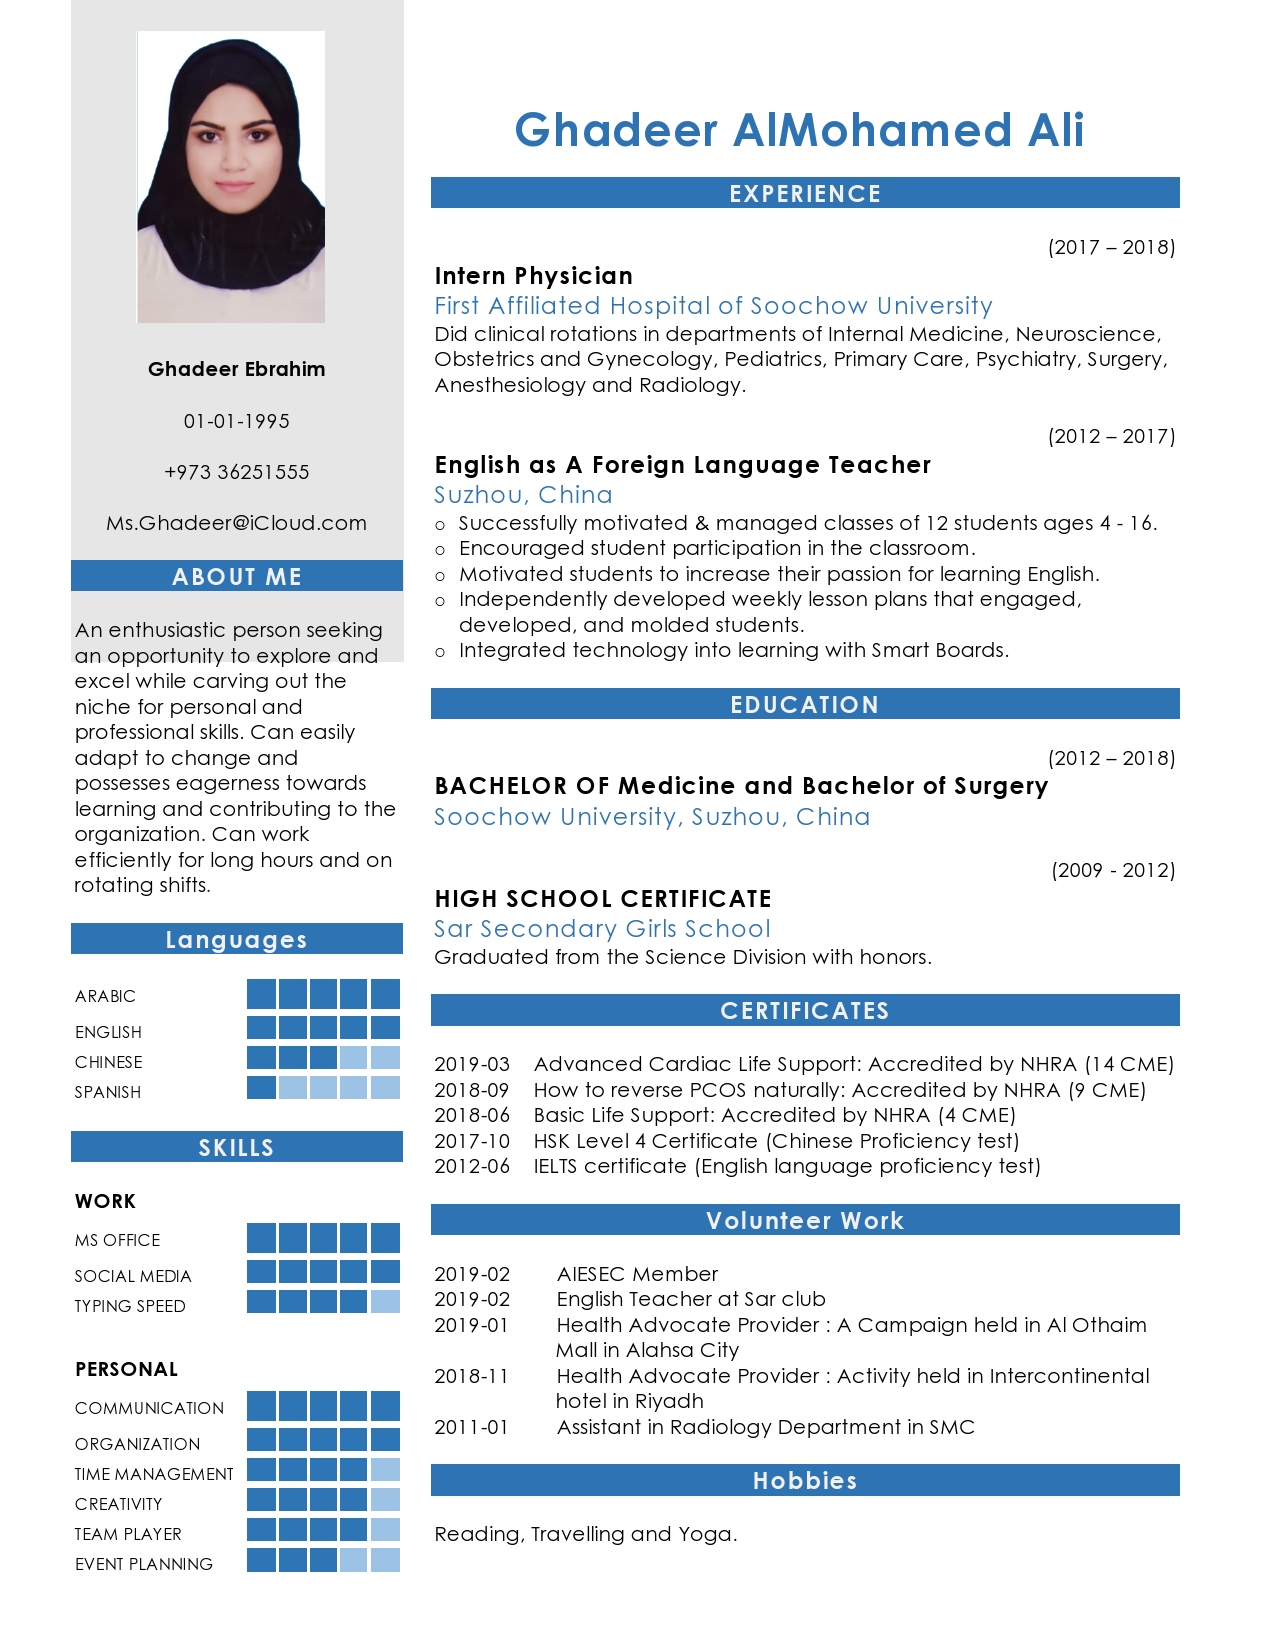 Ghadeer Ebrahim
01-01-1995
+973 36251555
Ms.Ghadeer@iCloud.com
ABOUT ME
An enthusiastic person seeking
an opportunity to explore and
excel while carving out the
niche for personal and
professional skills. Can easily
adapt to change and
possesses eagerness towards
learning and contributing to the
organization. Can work
efficiently for long hours and on
rotating shifts.
Languages
ARABIC
ENGLISH
CHINESE
SPANISH
SKILLS
WORK
MS OFFICE
SOCIAL MEDIA
TYPING SPEED
PERSONAL
COMMUNICATION
ORGANIZATION
TIME MANAGEMENT
CREATIVITY
TEAM PLAYER
EVENT PLANNING
Ghadeer AlMohamed Ali
EXPERIENCE
(2017 – 2018)
Intern Physician
First Affiliated Hospital of Soochow University
Did clinical rotations in departments of Internal Medicine, Neuroscience,
Obstetrics and Gynecology, Pediatrics, Primary Care, Psychiatry, Surgery,
Anesthesiology and Radiology.
(2012 – 2017)
English as A Foreign Language Teacher
Suzhou, China
o Successfully motivated & managed classes of 12 students ages 4 - 16.
o Encouraged student participation in the classroom.
o Motivated students to increase their passion for learning English.
o Independently developed weekly lesson plans that engaged,
developed, and molded students.
o Integrated technology into learning with Smart Boards.
EDUCATION
(2012 – 2018)
BACHELOR OF Medicine and Bachelor of Surgery
Soochow University, Suzhou, China
(2009 - 2012)
HIGH SCHOOL CERTIFICATE
Sar Secondary Girls School
Graduated from the Science Division with honors.
CERTIFICATES
2019-03 Advanced Cardiac Life Support: Accredited by NHRA (14 CME)
2018-09 How to reverse PCOS naturally: Accredited by NHRA (9 CME)
2018-06 Basic Life Support: Accredited by NHRA (4 CME)
2017-10 HSK Level 4 Certificate (Chinese Proficiency test)
2012-06 IELTS certificate (English language proficiency test)
Volunteer Work
2019-02 AIESEC Member
2019-02 English Teacher at Sar club
2019-01 Health Advocate Provider : A Campaign held in Al Othaim
Mall in Alahsa City
2018-11 Health Advocate Provider : Activity held in Intercontinental
hotel in Riyadh
2011-01 Assistant in Radiology Department in SMC
Hobbies
Reading, Travelling and Yoga.